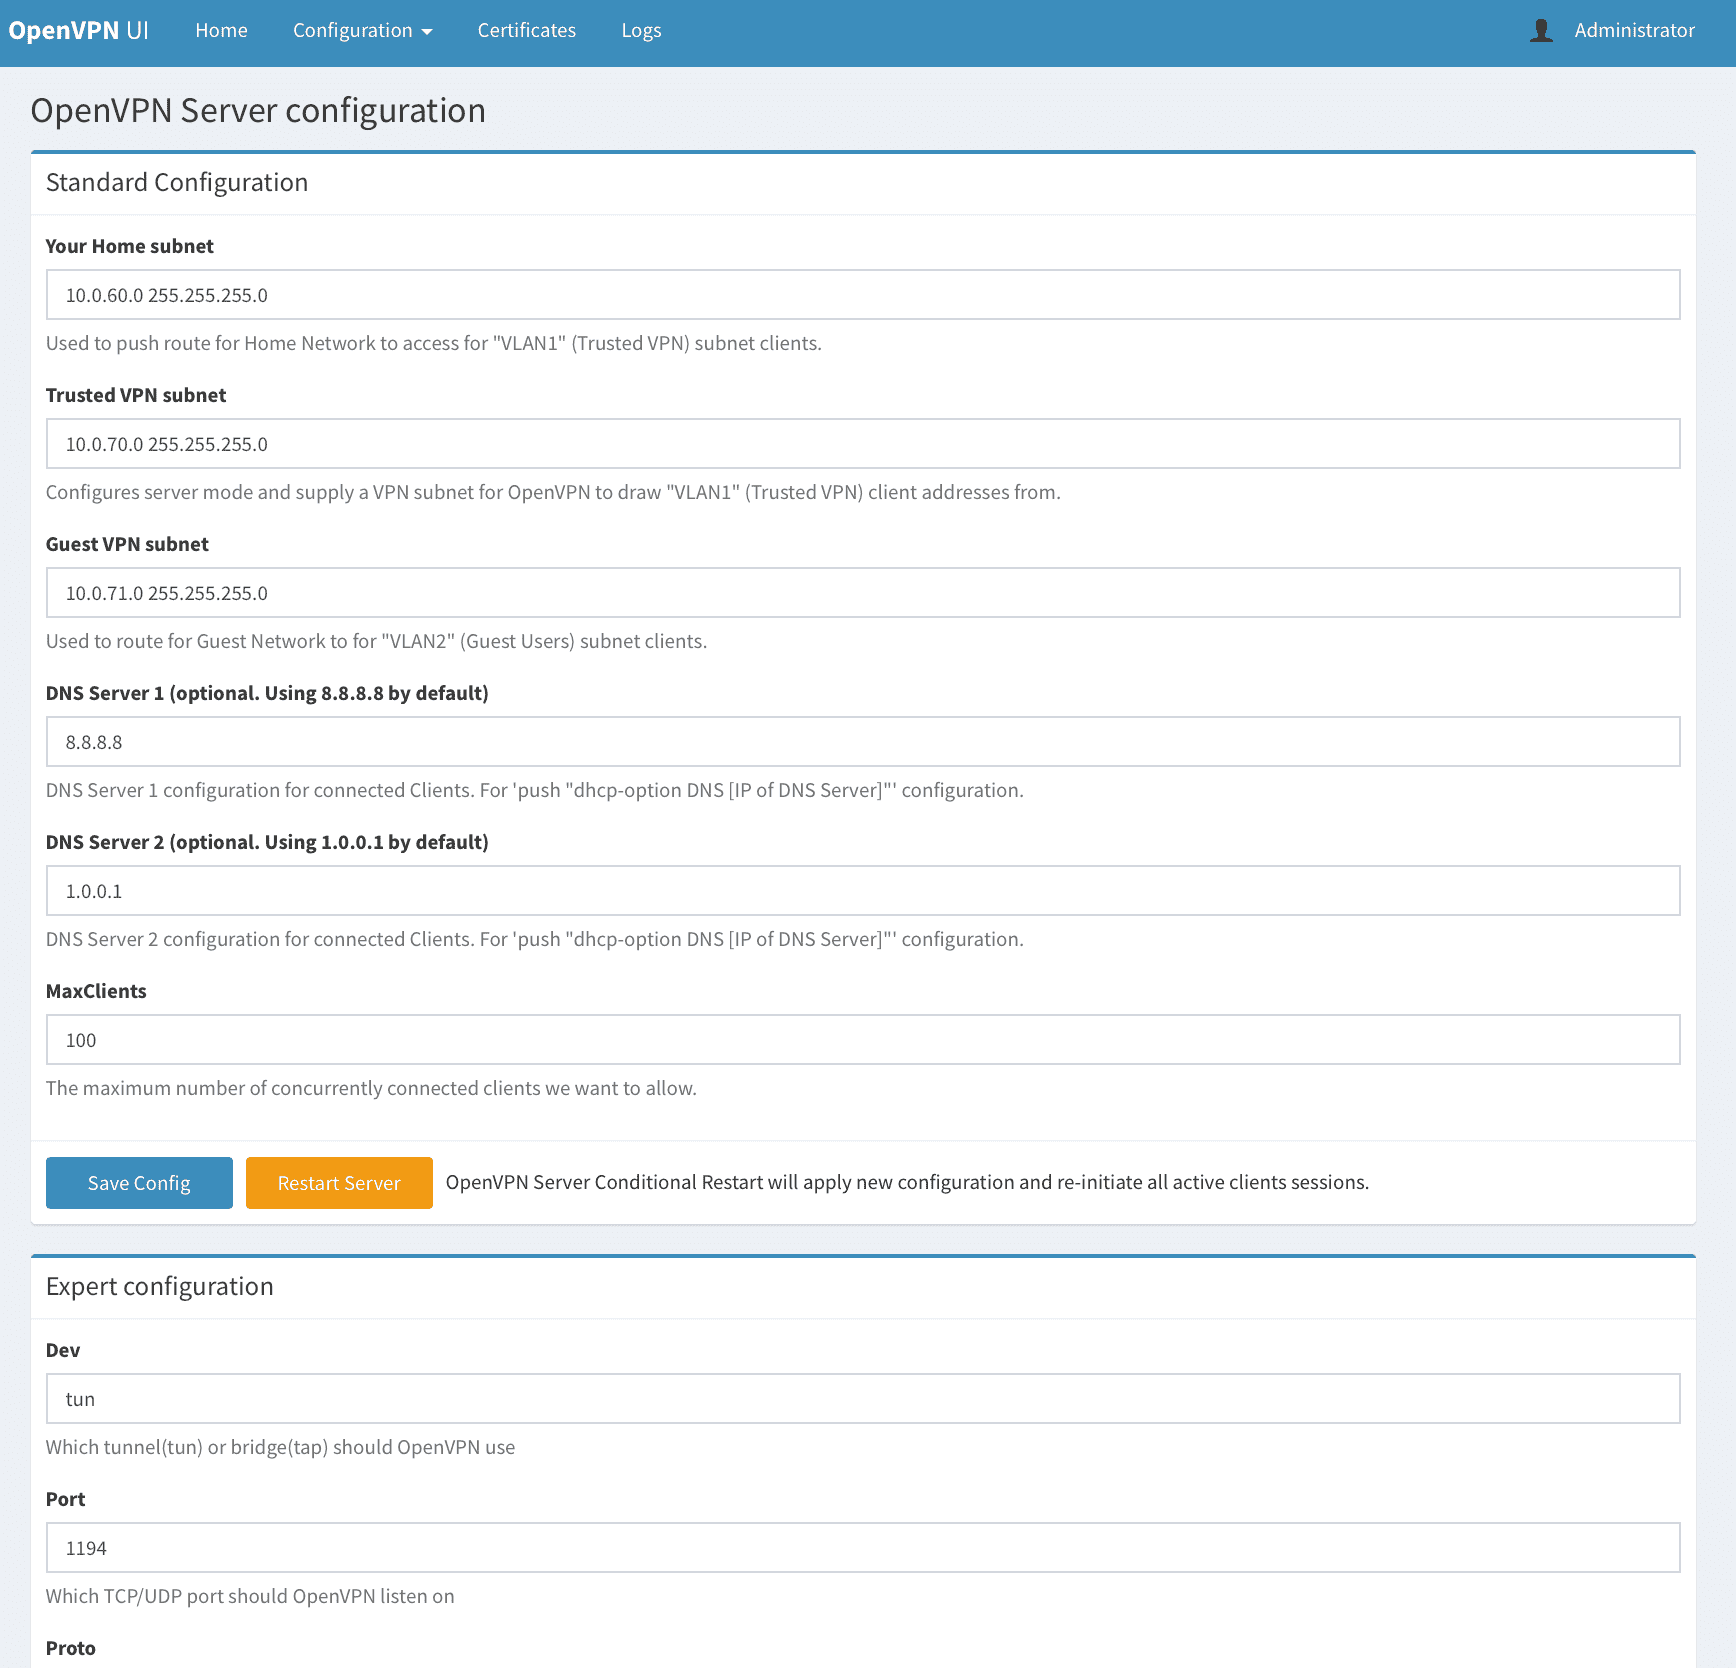 OpenVPN UI Home Configuration Certificates Logs Administrator
OpenVPN Server configuration
Standard Configuration
Your Home subnet
10.0.60.0 255.255.255.0
Used to push route for Home Network to access for "VLAN1" (Trusted VPN) subnet clients.
Trusted VPN subnet
10.0.70.0 255.255.255.0
Configures server mode and supply a VPN subnet for OpenVPN to draw "VLAN1" (Trusted VPN) client addresses from.
Guest VPN subnet
10.0.71.0 255.255.255.0
Used to route for Guest Network to for "VLAN2" (Guest Users) subnet clients.
DNS Server 1 (optional. Using 8.8.8.8 by default)
8.8.8.8
DNS Server 1 configuration for connected Clients. For 'push "dhcp-option DNS [IP of DNS Server]"' configuration.
DNS Server 2 (optional. Using 1.0.0.1 by default)
1.0.0.1
DNS Server 2 configuration for connected Clients. For 'push "dhcp-option DNS [IP of DNS Server]"' configuration.
MaxClients
100
The maximum number of concurrently connected clients we want to allow.
Save Config Restart Server OpenVPN Server Conditional Restart will apply new configuration and re-initiate all active clients sessions.
Expert configuration
Dev
tun
Which tunnel(tun) or bridge(tap) should OpenVPN use
Port
1194
Which TCP/UDP port should OpenVPN listen on
Proto